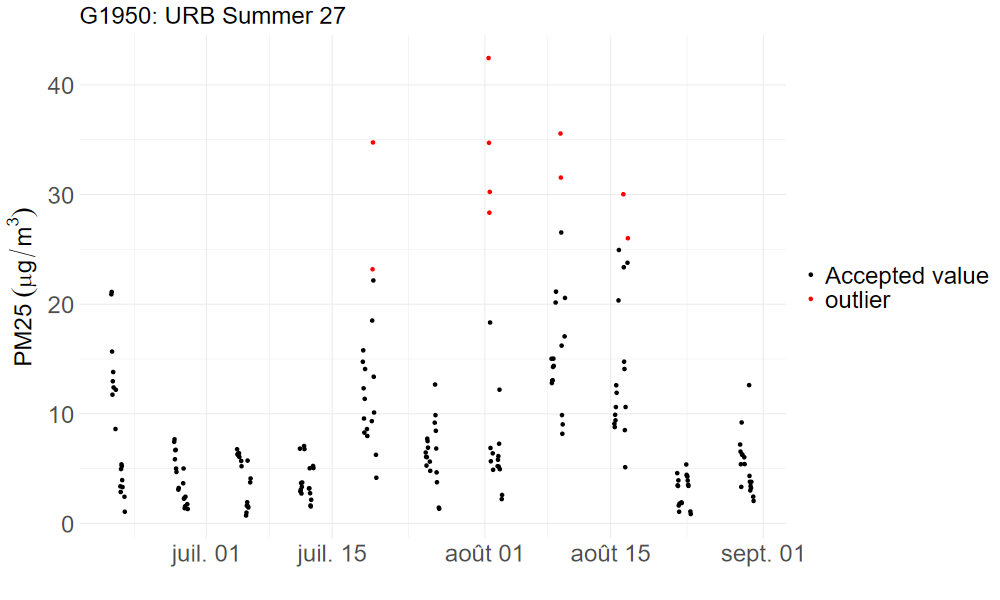 G1950: URB Summer 27
PM25 (μg/m³)
40
30
20
10
0
juil. 01
juil. 15
août 01
août 15
sept. 01
Accepted value
outlier